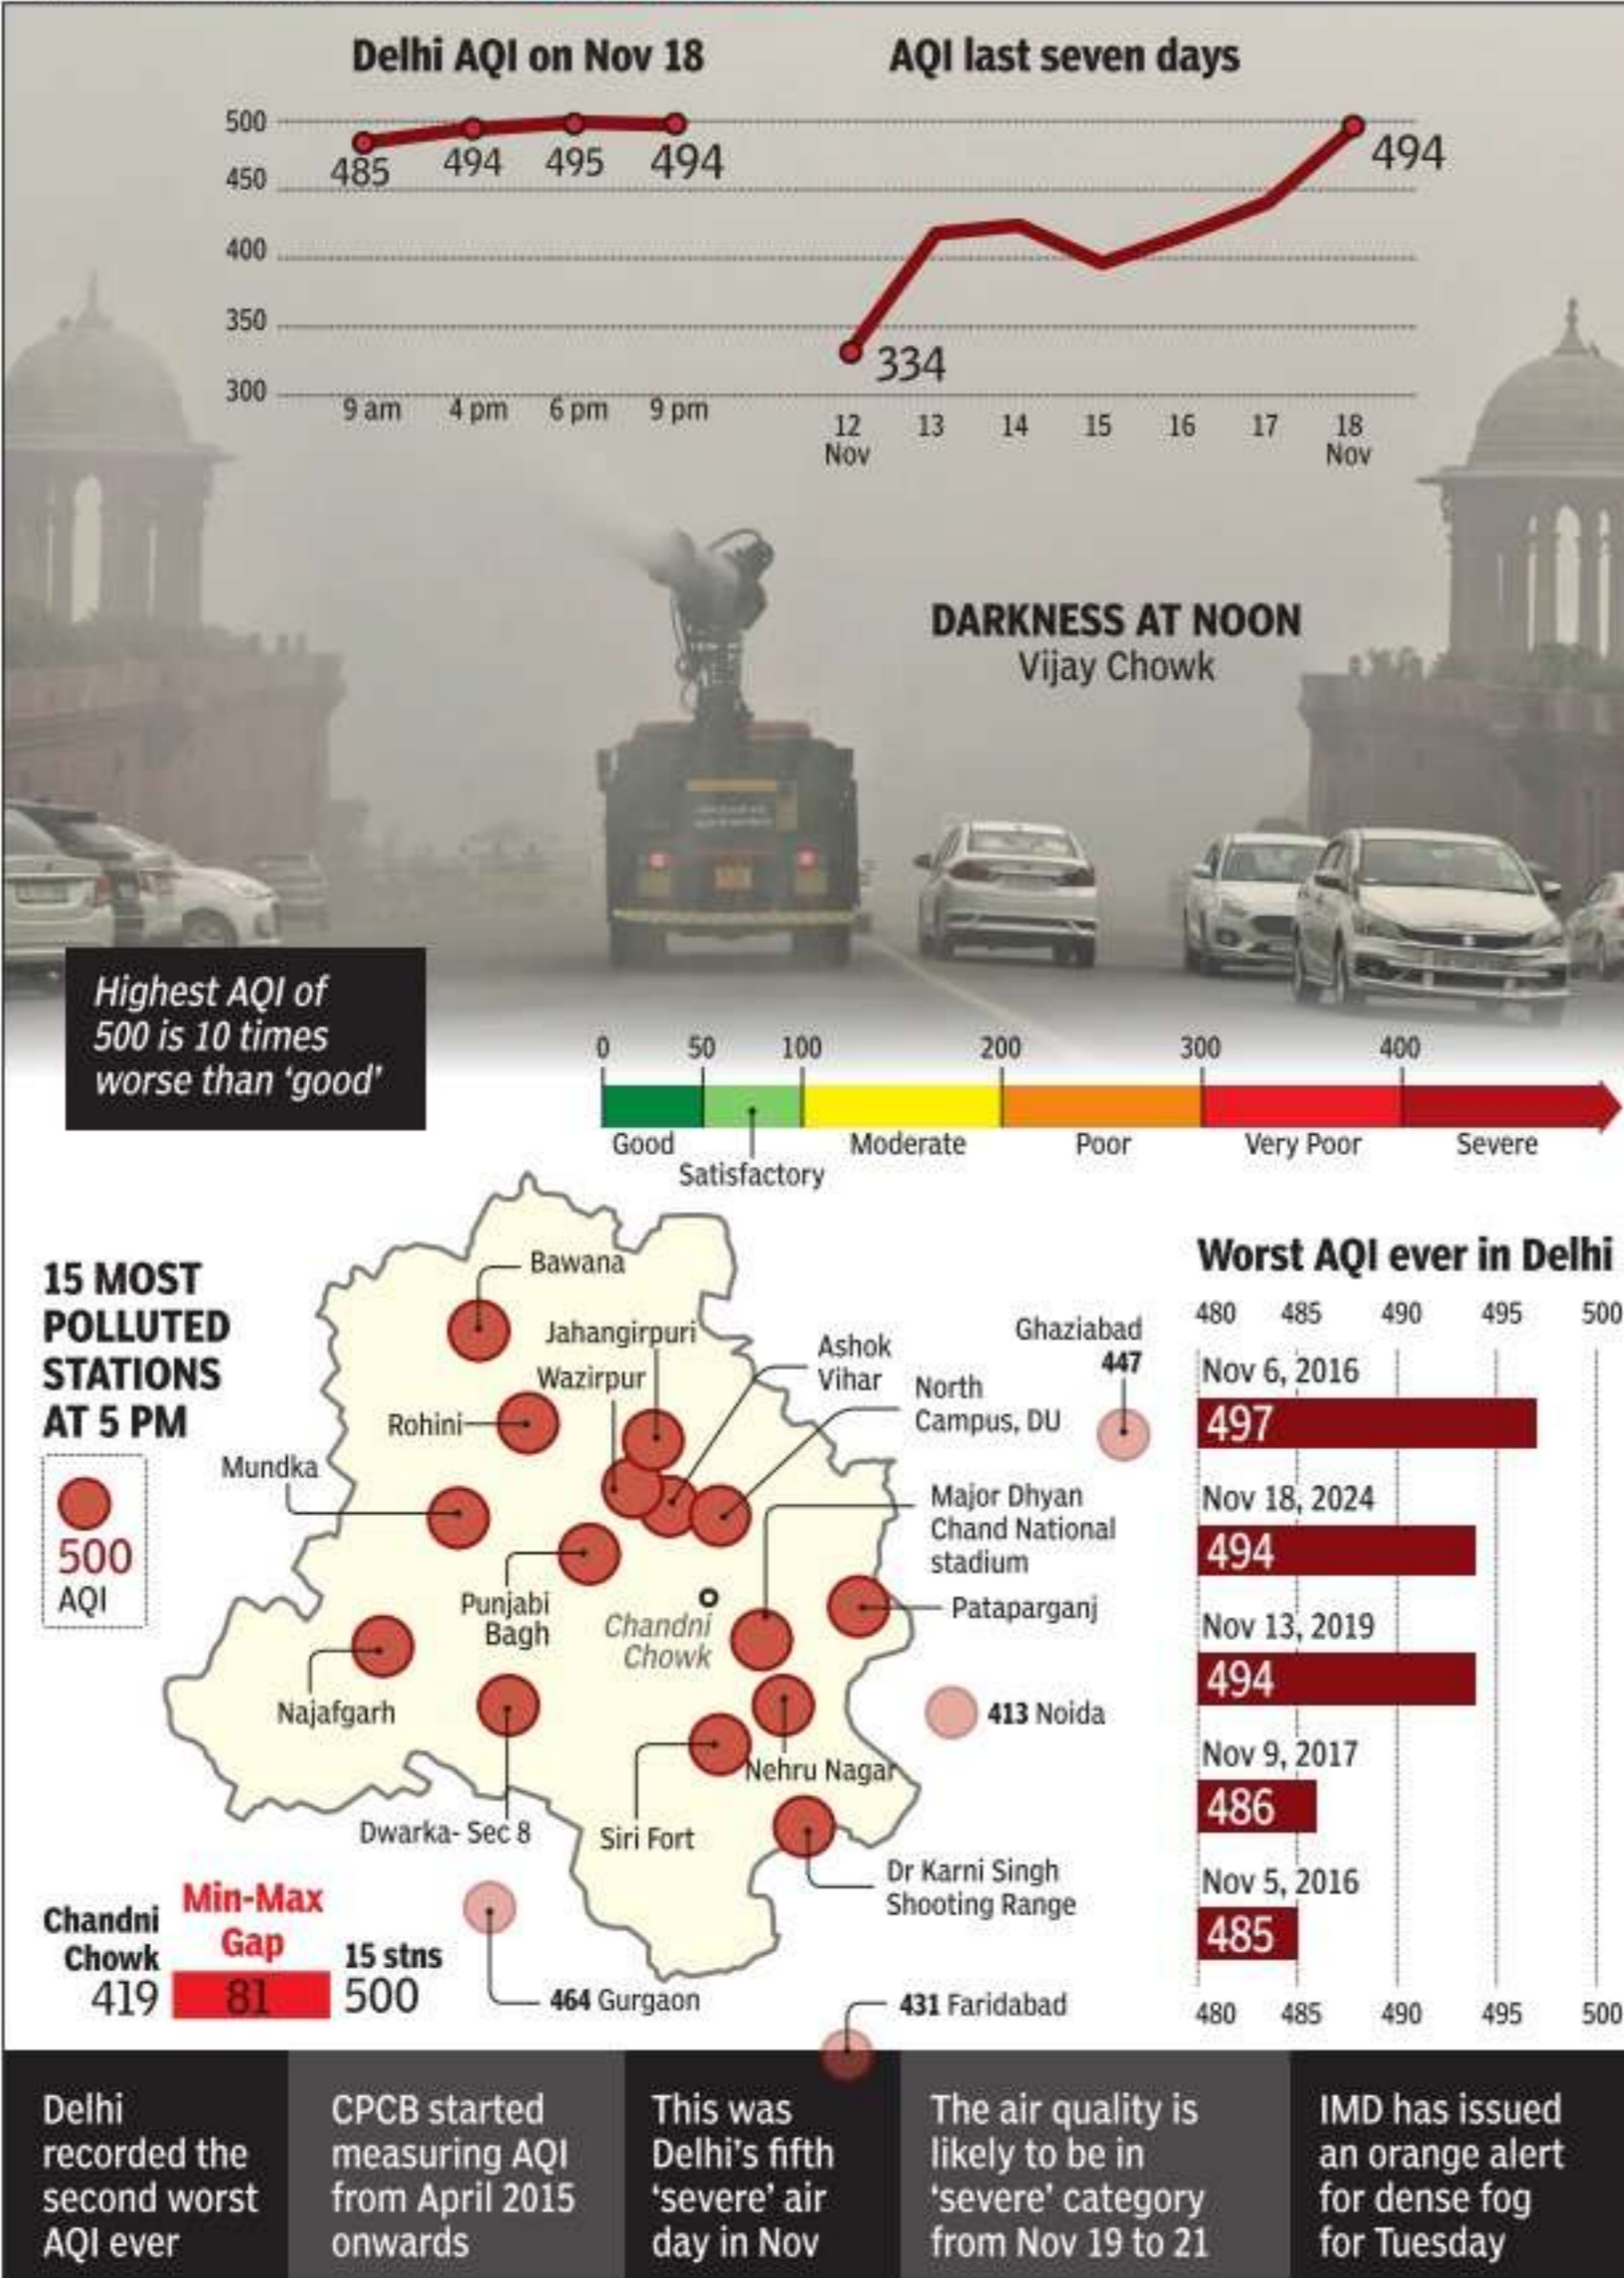 Delhi AQI on Nov 18
500
450
400
350
300
485
494
495
494
9 am
4 pm
6 pm
9 pm
AQI last seven days
494
334
12
Nov
13
14
15
16
17
18
Nov
DARKNESS AT NOON
Vijay Chowk
Highest AQI of
500 is 10 times
worse than ‘good’
0
50
100
200
300
400
Good
Satisfactory
Moderate
Poor
Very Poor
Severe
15 MOST
POLLUTED
STATIONS
AT 5 PM
500
AQI
Bawana
Jahangirpuri
Wazirpur
Rohini
Mundka
Ashok
Vihar
North
Campus, DU
Ghaziabad
447
Major Dhyan
Chand National
stadium
Punjabi
Bagh
Chandni
Chowk
Pataparganj
Najafgarh
413 Noida
Nehru Nagar
Dwarka- Sec 8
Siri Fort
Dr Karni Singh
Shooting Range
464 Gurgaon
431 Faridabad
Chandni
Chowk
419
Min-Max
Gap
81
15 stns
500
Worst AQI ever in Delhi
480 485 490 495 500
Nov 6, 2016
497
Nov 18, 2024
494
Nov 13, 2019
494
Nov 9, 2017
486
Nov 5, 2016
485
480 485 490 495 500
Delhi
recorded the
second worst
AQI ever
CPCB started
measuring AQI
from April 2015
onwards
This was
Delhi’s fifth
‘severe’ air
day in Nov
The air quality is
likely to be in
‘severe’ category
from Nov 19 to 21
IMD has issued
an orange alert
for dense fog
for Tuesday